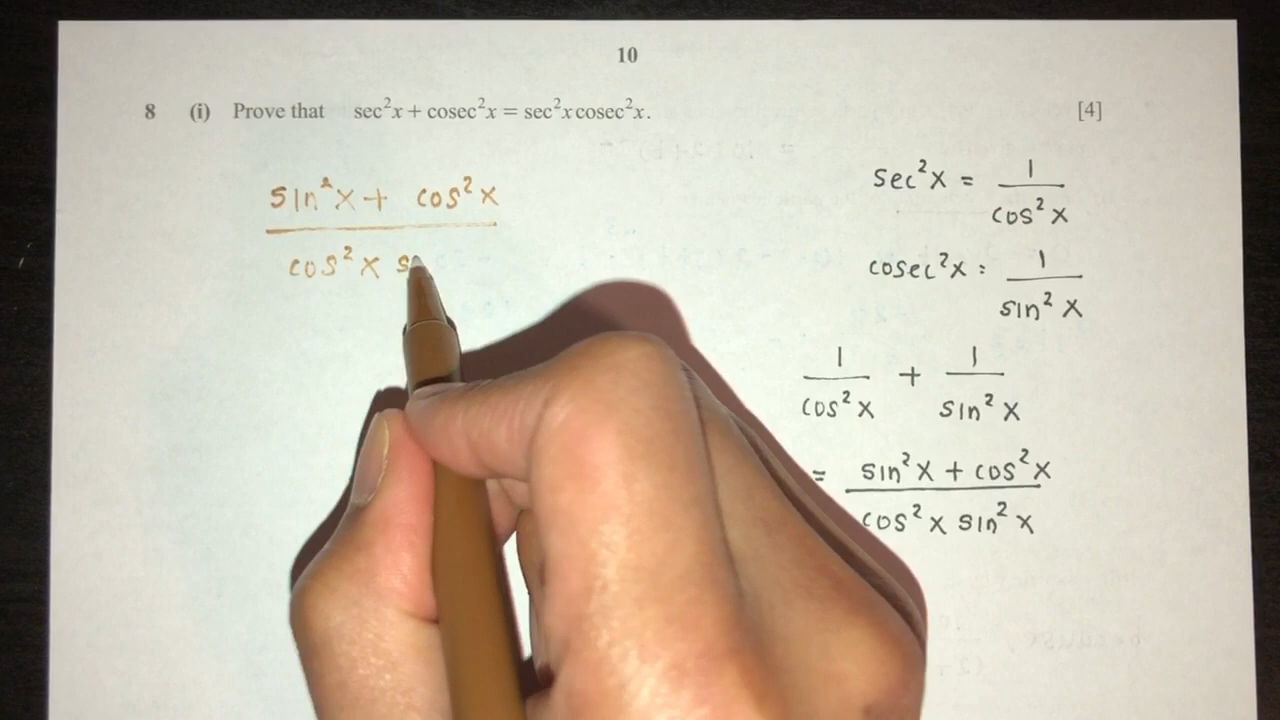 10
8 (i) Prove that sec²x + cosec²x = sec²x cosec²x. [4]
sin²x + cos²x
cos²x s
sec²x = 1
cos²x
cosec²x = 1
sin²x
1 + 1
cos²x sin²x
= sin²x + cos²x
cos²x sin²x